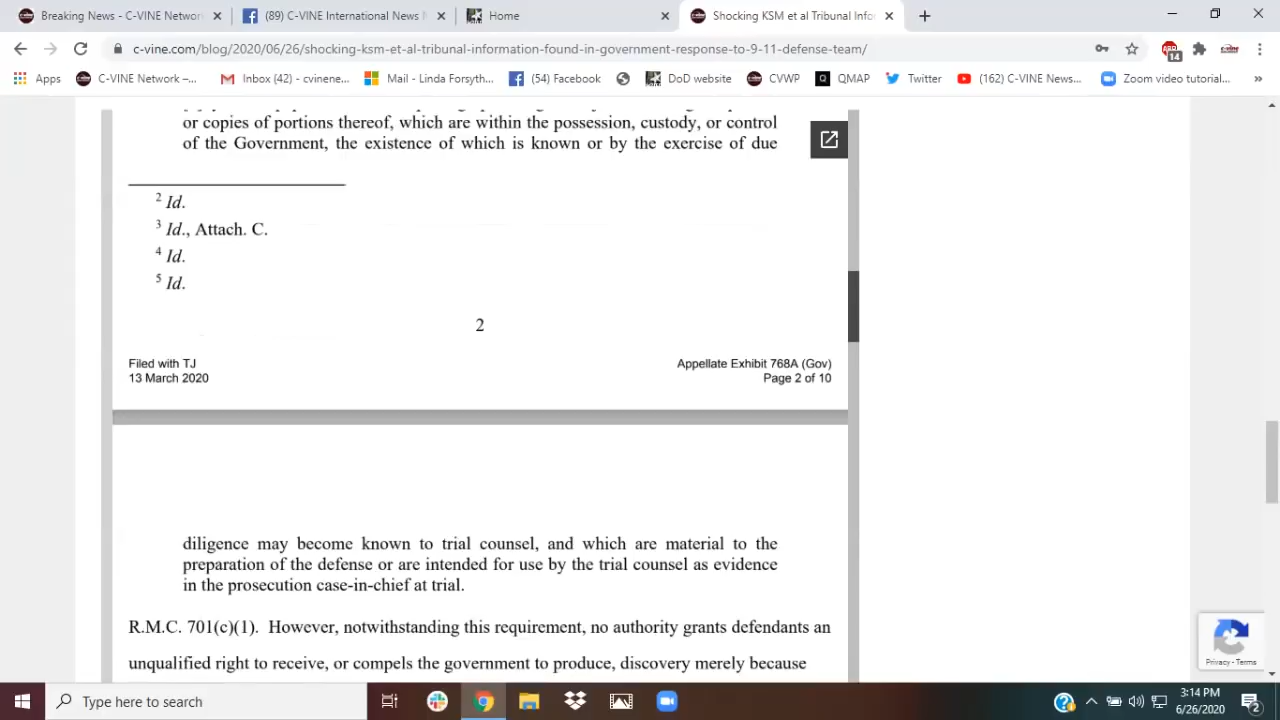 Breaking News - C-VINE Networ
(89) C-VINE International News
Home
Shocking KSM et al Tribunal Info
c-vine.com/blog/2020/06/26/shocking-ksm-et-al-tribunal-information-found-in-government-response-to-9-11-defense-team/
14
Apps
C-VINE Network –...
Inbox (42) - cvinene...
Mail - Linda Forsyth...
(54) Facebook
DoD website
CVWP
Q QMAP
Twitter
(162) C-VINE News...
Zoom video tutorial...
»
or copies of portions thereof, which are within the possession, custody, or control
of the Government, the existence of which is known or by the exercise of due
2 Id.
3 Id., Attach. C.
4 Id.
5 Id.
2
Filed with TJ
13 March 2020
Appellate Exhibit 768A (Gov)
Page 2 of 10
diligence may become known to trial counsel, and which are material to the
preparation of the defense or are intended for use by the trial counsel as evidence
in the prosecution case-in-chief at trial.
R.M.C. 701(c)(1). However, notwithstanding this requirement, no authority grants defendants an
unqualified right to receive, or compels the government to produce, discovery merely because
Privacy - Terms
Type here to search
3:14 PM
6/26/2020
2